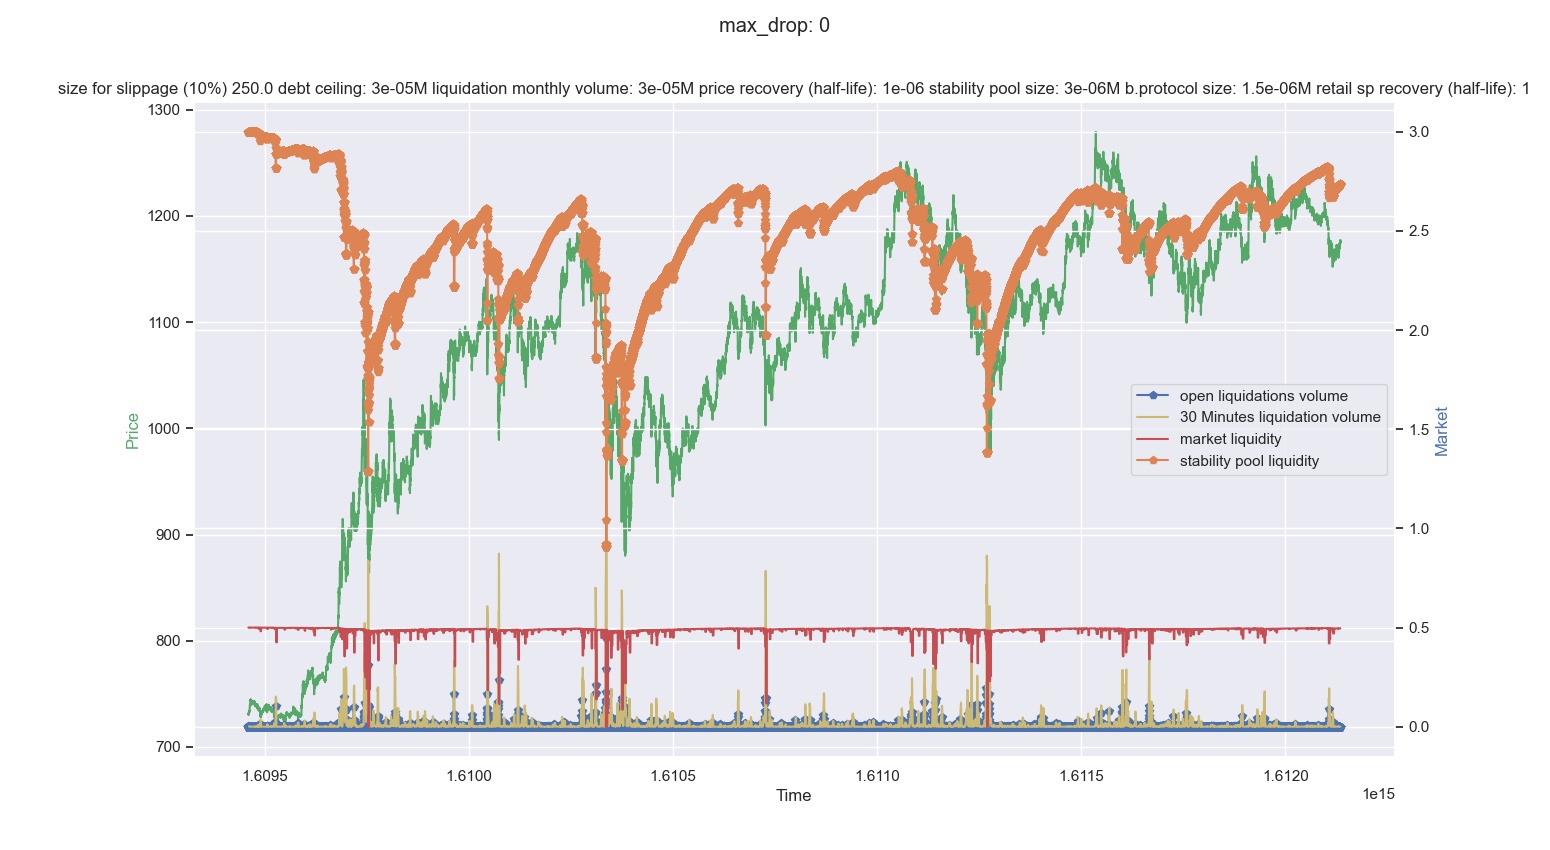 max_drop: 0
size for slippage (10%) 250.0 debt ceiling: 3e-05M liquidation monthly volume: 3e-05M price recovery (half-life): 1e-06 stability pool size: 3e-06M b.protocol size: 1.5e-06M retail sp recovery (half-life): 1
1300
1200
1100
1000
900
800
700
Price
3.0
2.5
2.0
1.5
1.0
0.5
0.0
Market
open liquidations volume
30 Minutes liquidation volume
market liquidity
stability pool liquidity
1.6095 1.6100 1.6105 1.6110 1.6115 1.6120
Time
1e15